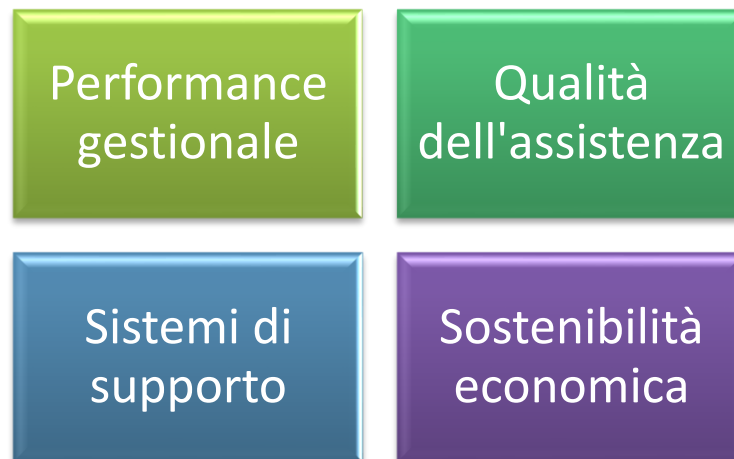 Performance
gestionale
Qualità
dell'assistenza
Sistemi di
supporto
Sostenibilità
economica